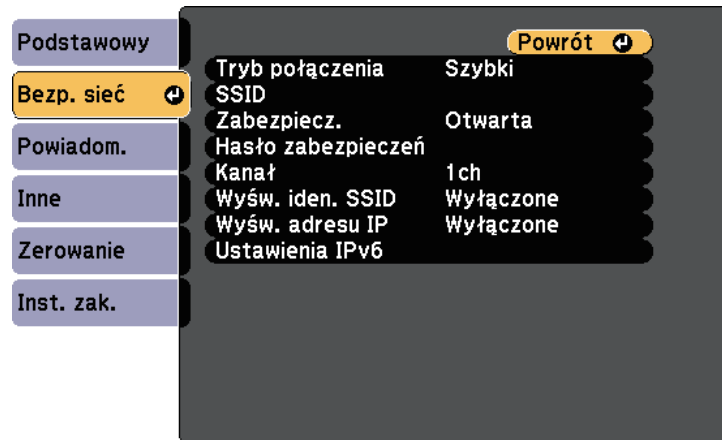 Podstawowy
Bezp. sieć
Powiadom.
Inne
Zerowanie
Inst. zak.
Powrót
Tryb połączenia Szybki
SSID
Zabezpiecz. Otwarta
Hasło zabezpieczeń
Kanał 1ch
Wyśw. iden. SSID Wyłączone
Wyśw. adresu IP Wyłączone
Ustawienia IPv6